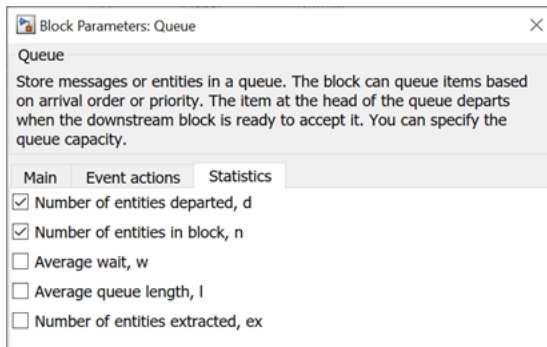 Block Parameters: Queue
Queue
Store messages or entities in a queue. The block can queue items based
on arrival order or priority. The item at the head of the queue departs
when the downstream block is ready to accept it. You can specify the
queue capacity.
Main Event actions Statistics
Number of entities departed, d
Number of entities in block, n
Average wait, w
Average queue length, l
Number of entities extracted, ex